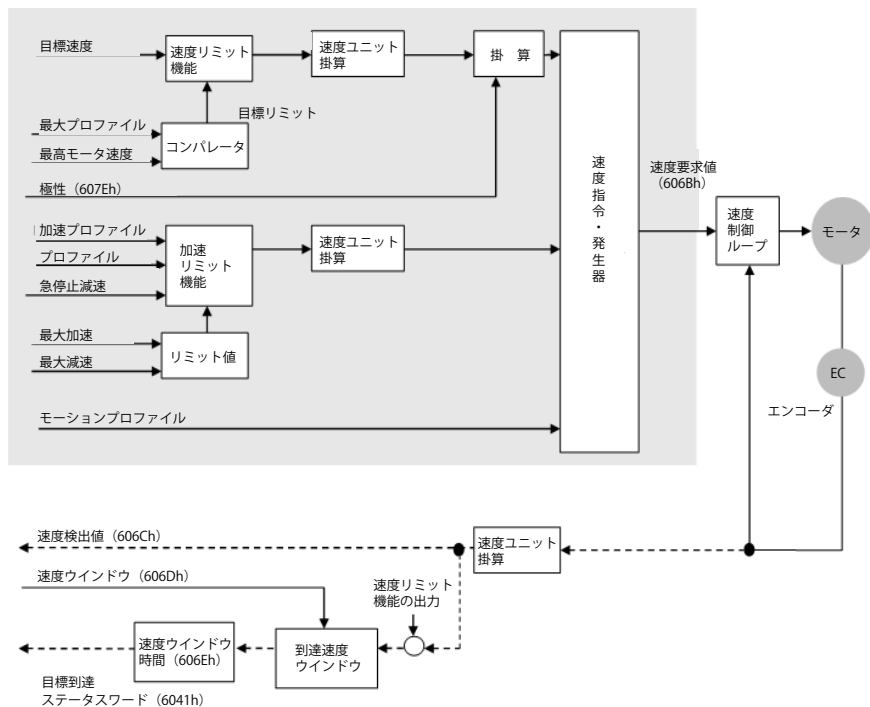 目標速度
速度リミット
機能
速度ユニット
掛算
掛 算
目標リミット
最大プロファイル
コンパレータ
最高モータ速度
極性（607Eh）
速度指令・発生器
速度要求値
（606Bh）
速度
制御
ループ
モータ
加速プロファイル
プロファイル
急停止減速
加速
リミット
機能
速度ユニット
掛算
最大加速
最大減速
リミット値
EC
エンコーダ
モーションプロファイル
速度検出値（606Ch）
速度ユニット
掛算
速度ウインドウ（606Dh）
速度リミット
機能の出力
速度ウインドウ
時間（606Eh）
到達速度
ウインドウ
目標到達
ステータスワード（6041h）